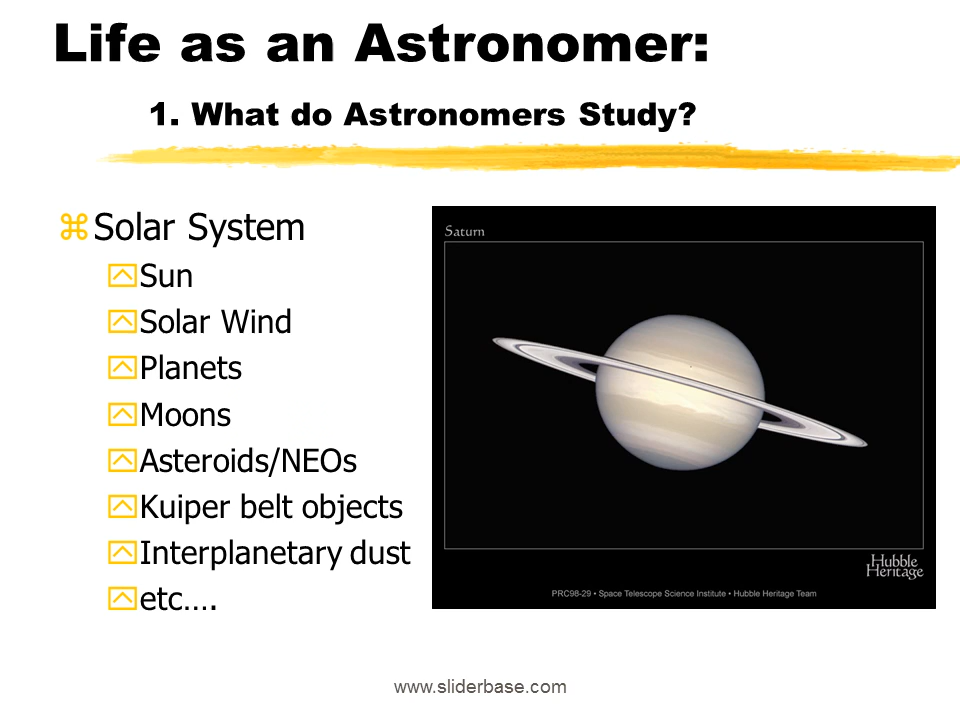 Life as an Astronomer:
1. What do Astronomers Study?
Solar System
Sun
Solar Wind
Planets
Moons
Asteroids/NEOs
Kuiper belt objects
Interplanetary dust
etc….
Saturn
Hubble
Heritage
PRC98-29 • Space Telescope Science Institute • Hubble Heritage Team
www.sliderbase.com